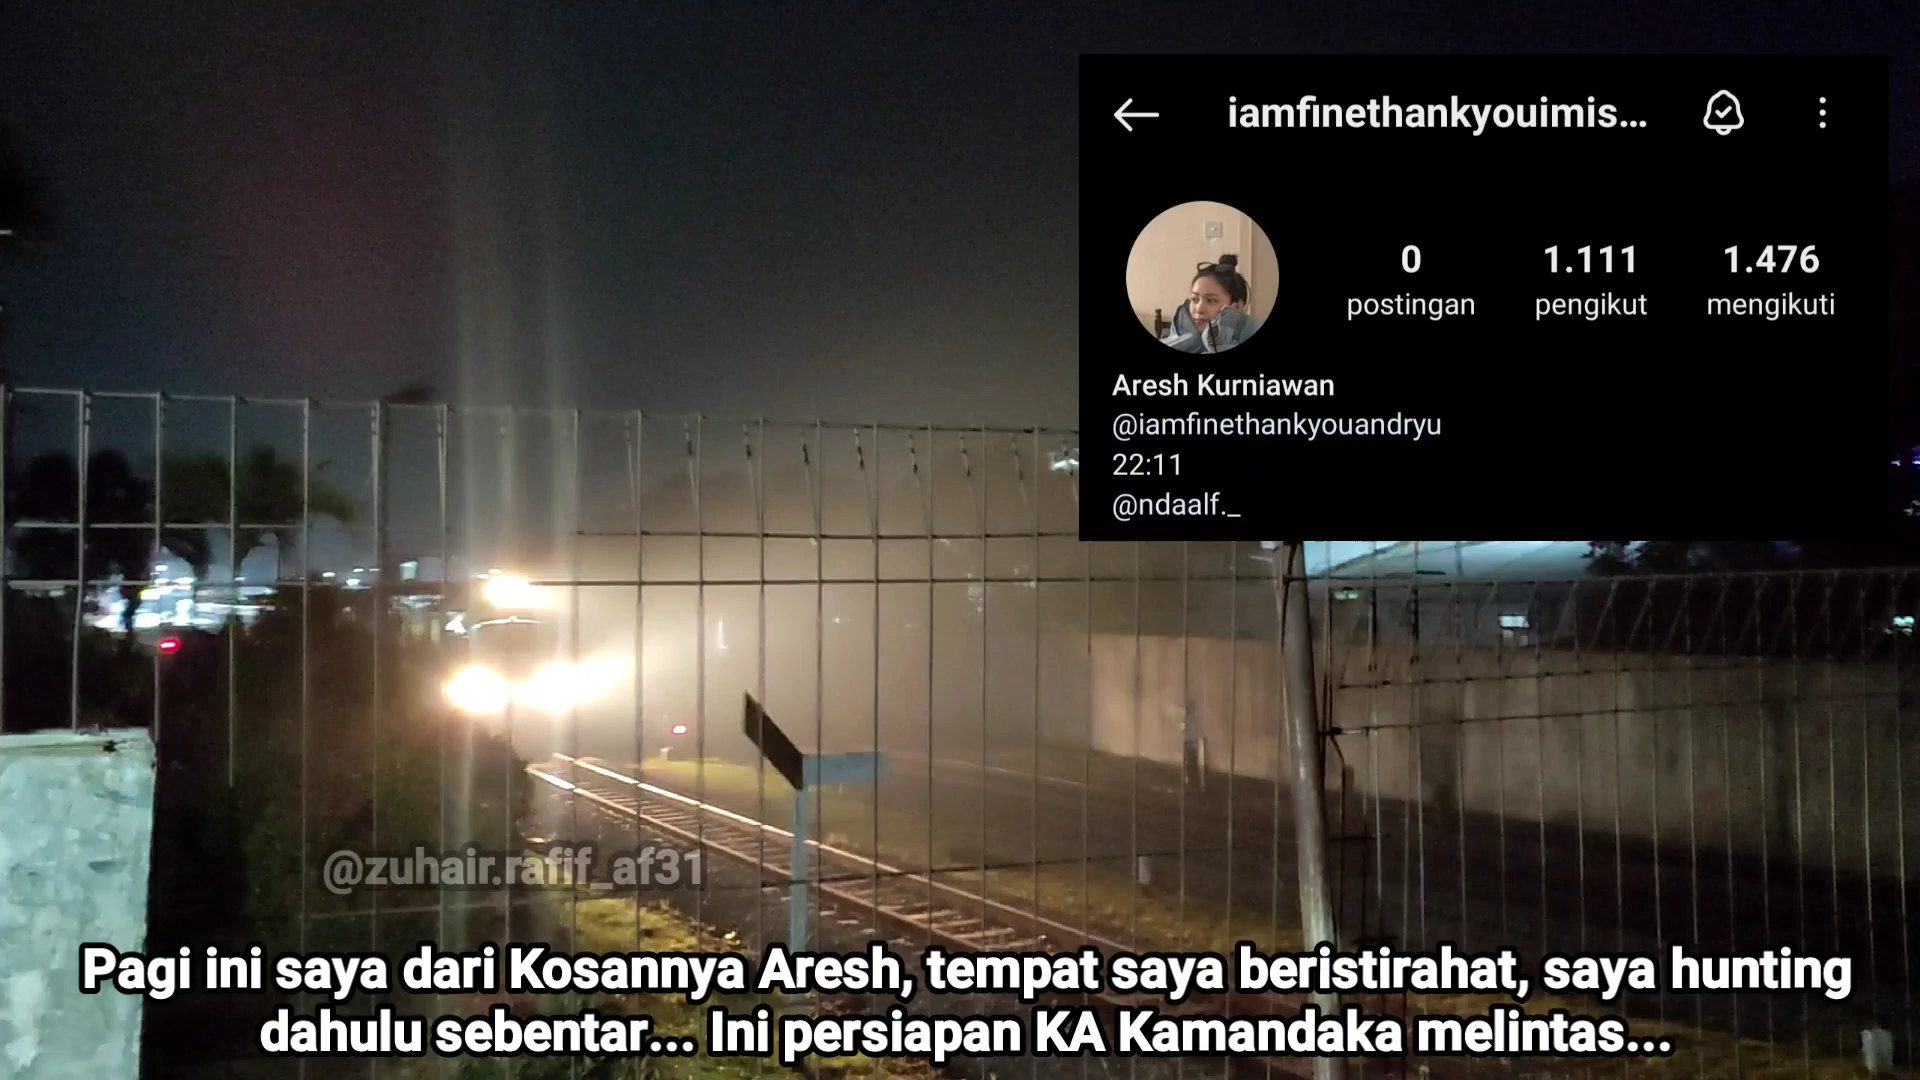 iamfinethankyouimis...
0
postingan
1.111
pengikut
1.476
mengikuti
Aresh Kurniawan
@iamfinethankyouandryu
22:11
@ndaalf._
@zuhair.rafif_af31
Pagi ini saya dari Kosannya Aresh, tempat saya beristirahat, saya hunting
dahulu sebentar... Ini persiapan KA Kamandaka melintas...